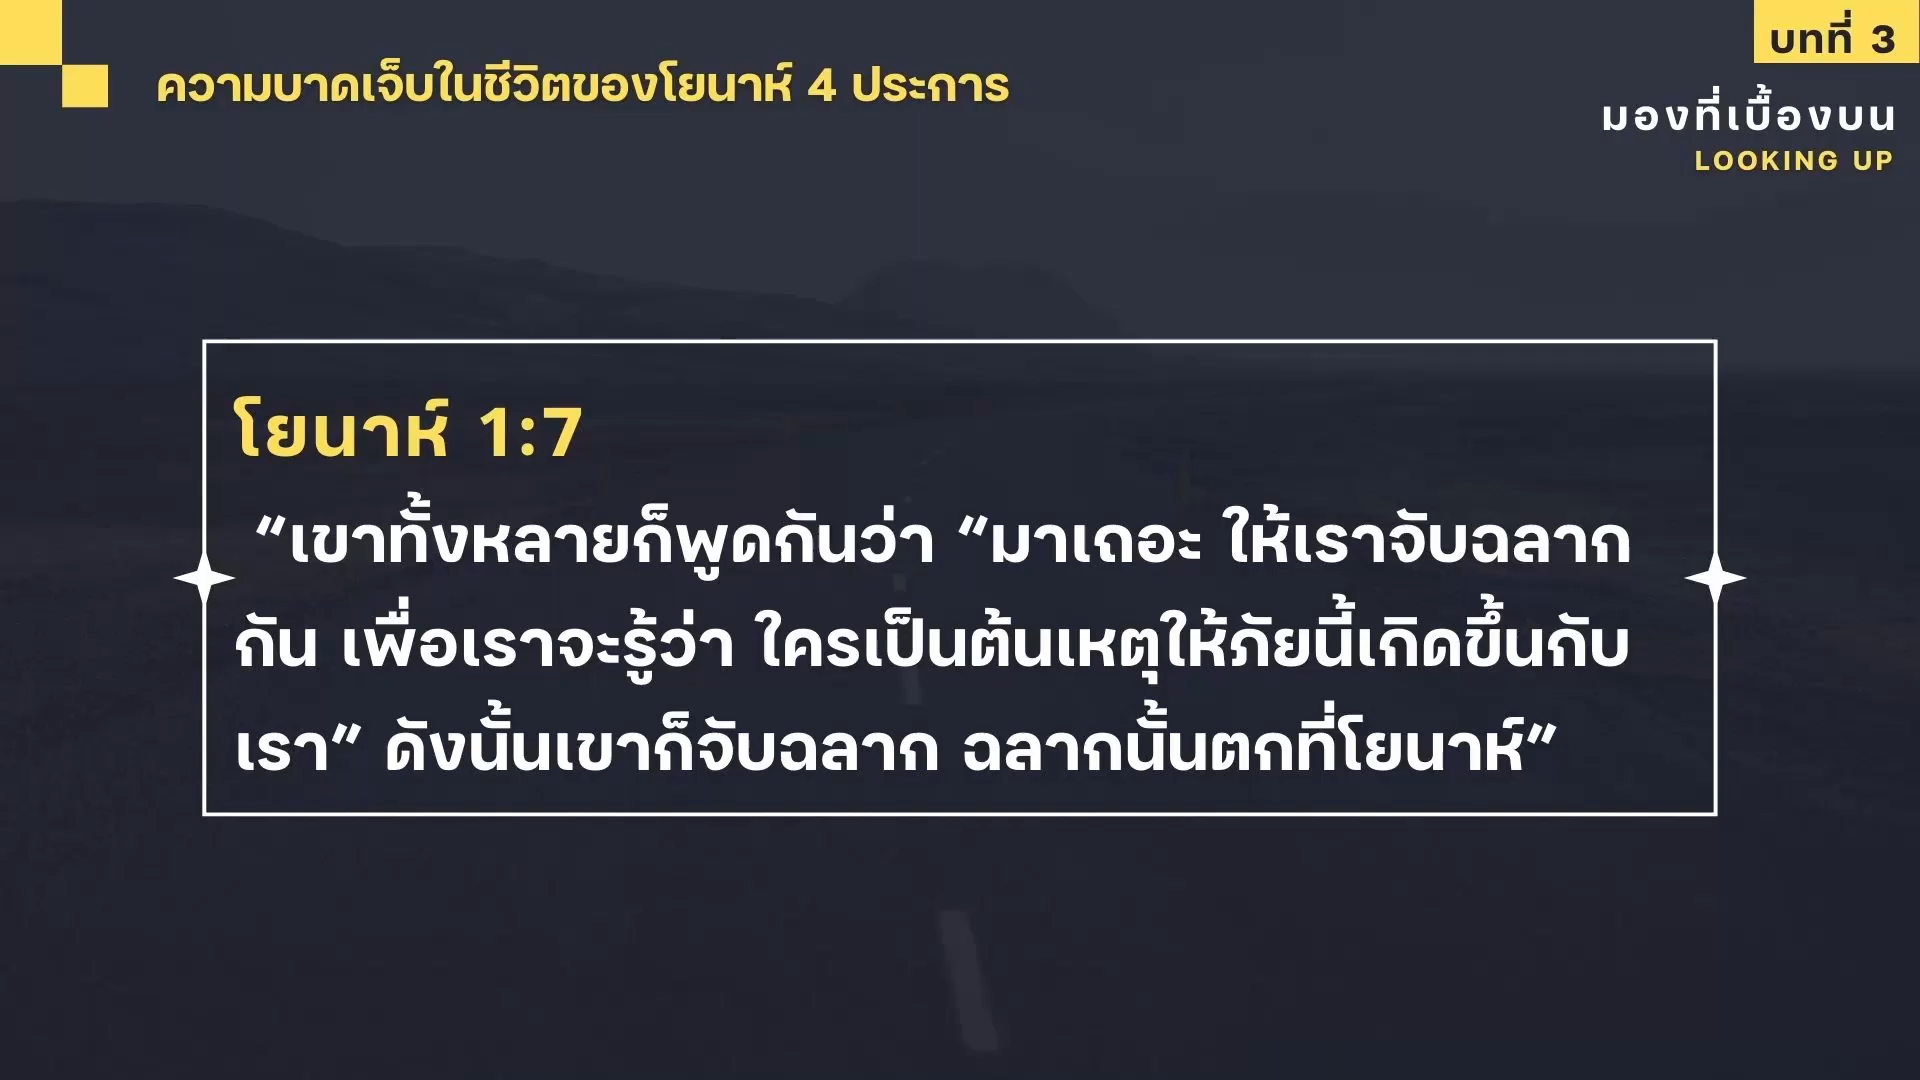 บทที่ 3
ความบาดเจ็บในชีวิตของโยนาห์ 4 ประการ
มองที่เบื้องบน
LOOKING UP
โยนาห์ 1:7
“เขาทั้งหลายก็พูดกันว่า “มาเถอะ ให้เราจับฉลาก
กัน เพื่อเราจะรู้ว่า ใครเป็นต้นเหตุให้ภัยนี้เกิดขึ้นกับ
เรา” ดังนั้นเขาก็จับฉลาก ฉลากนั้นตกที่โยนาห์”